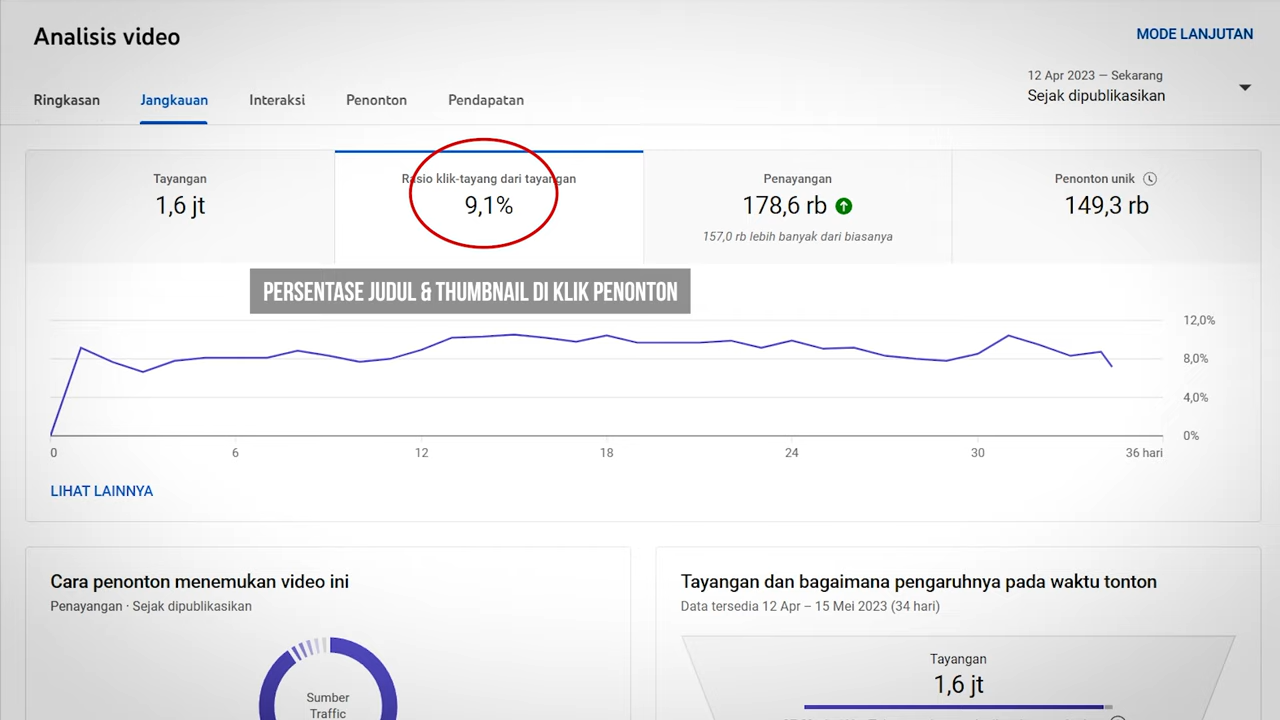 Analisis video
MODE LANJUTAN
12 Apr 2023 – Sekarang
Sejak dipublikasikan
Ringkasan
Jangkauan
Interaksi
Penonton
Pendapatan
Tayangan
1,6 jt
Rasio klik-tayang dari tayangan
9,1%
Penayangan
178,6 rb
157,0 rb lebih banyak dari biasanya
Penonton unik
149,3 rb
PERSENTASE JUDUL & THUMBNAIL DI KLIK PENONTON
12,0%
8,0%
4,0%
0%
0
6
12
18
24
30
36 hari
LIHAT LAINNYA
Cara penonton menemukan video ini
Penayangan · Sejak dipublikasikan
Sumber
Traffic
Tayangan dan bagaimana pengaruhnya pada waktu tonton
Data tersedia 12 Apr – 15 Mei 2023 (34 hari)
Tayangan
1,6 jt